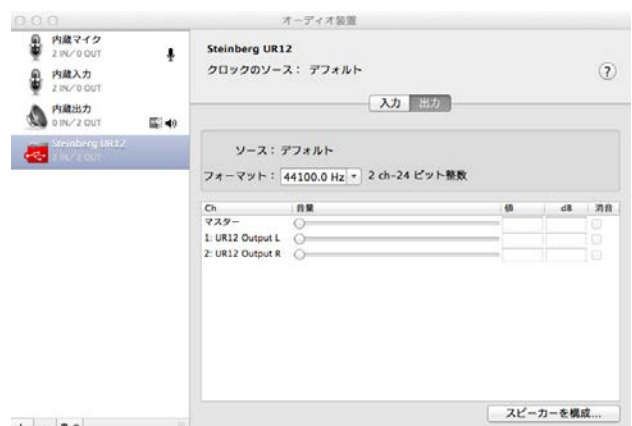 オーディオ装置
内蔵マイク
2 IN/0 OUT
内蔵入力
2 IN/0 OUT
内蔵出力
0 IN/2 OUT
Steinberg UR12
2 IN/2 OUT
Steinberg UR12
クロックのソース： デフォルト
?
入力 出力
ソース： デフォルト
フォーマット： 44100.0 Hz 2 ch-24 ビット整数
Ch 音量 値 dB 消音
マスター
1: UR12 Output L
2: UR12 Output R
スピーカーを構成...